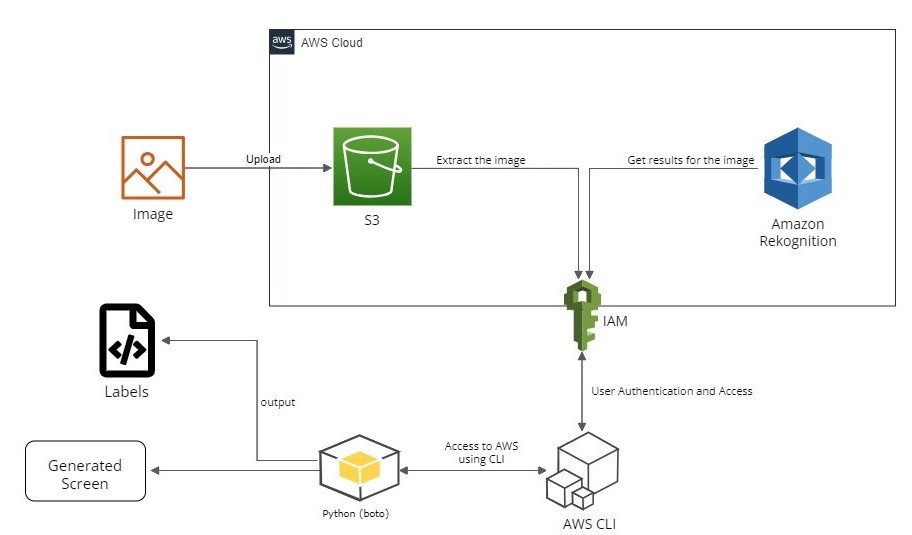 aws
AWS Cloud
Upload
Extract the image
Get results for the image
Image
S3
Amazon
Rekognition
IAM
Labels
User Authentication and Access
output
Access to AWS
using CLI
Generated
Screen
Python (boto)
AWS CLI